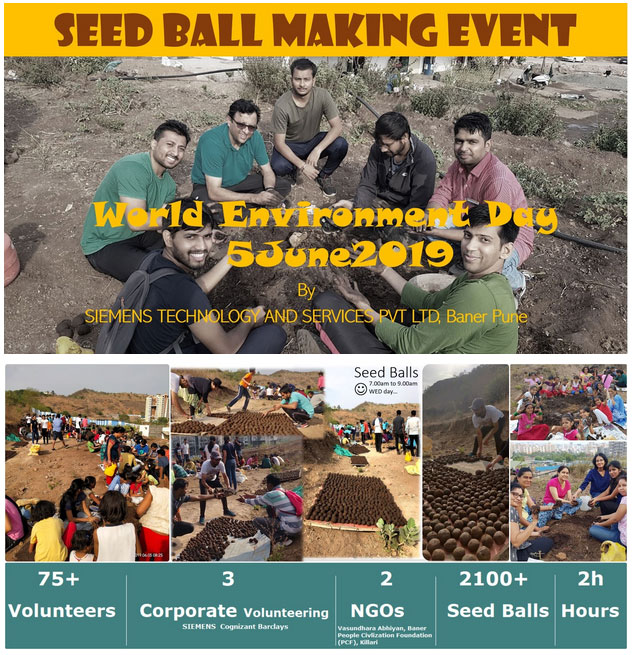 SEED BALL MAKING EVENT
World Environment Day
5June2019
By
SIEMENS TECHNOLOGY AND SERVICES PVT LTD, Baner Pune
Seed Balls
7.00am to 9.00am
WED day...
75+
Volunteers
3
Corporate Volunteering
SIEMENS Cognizant Barclays
2
NGOs
Vasundhara Abhiyan, Baner
People Civlization Foundation
(PCF), Killari
2100+
Seed Balls
2h
Hours